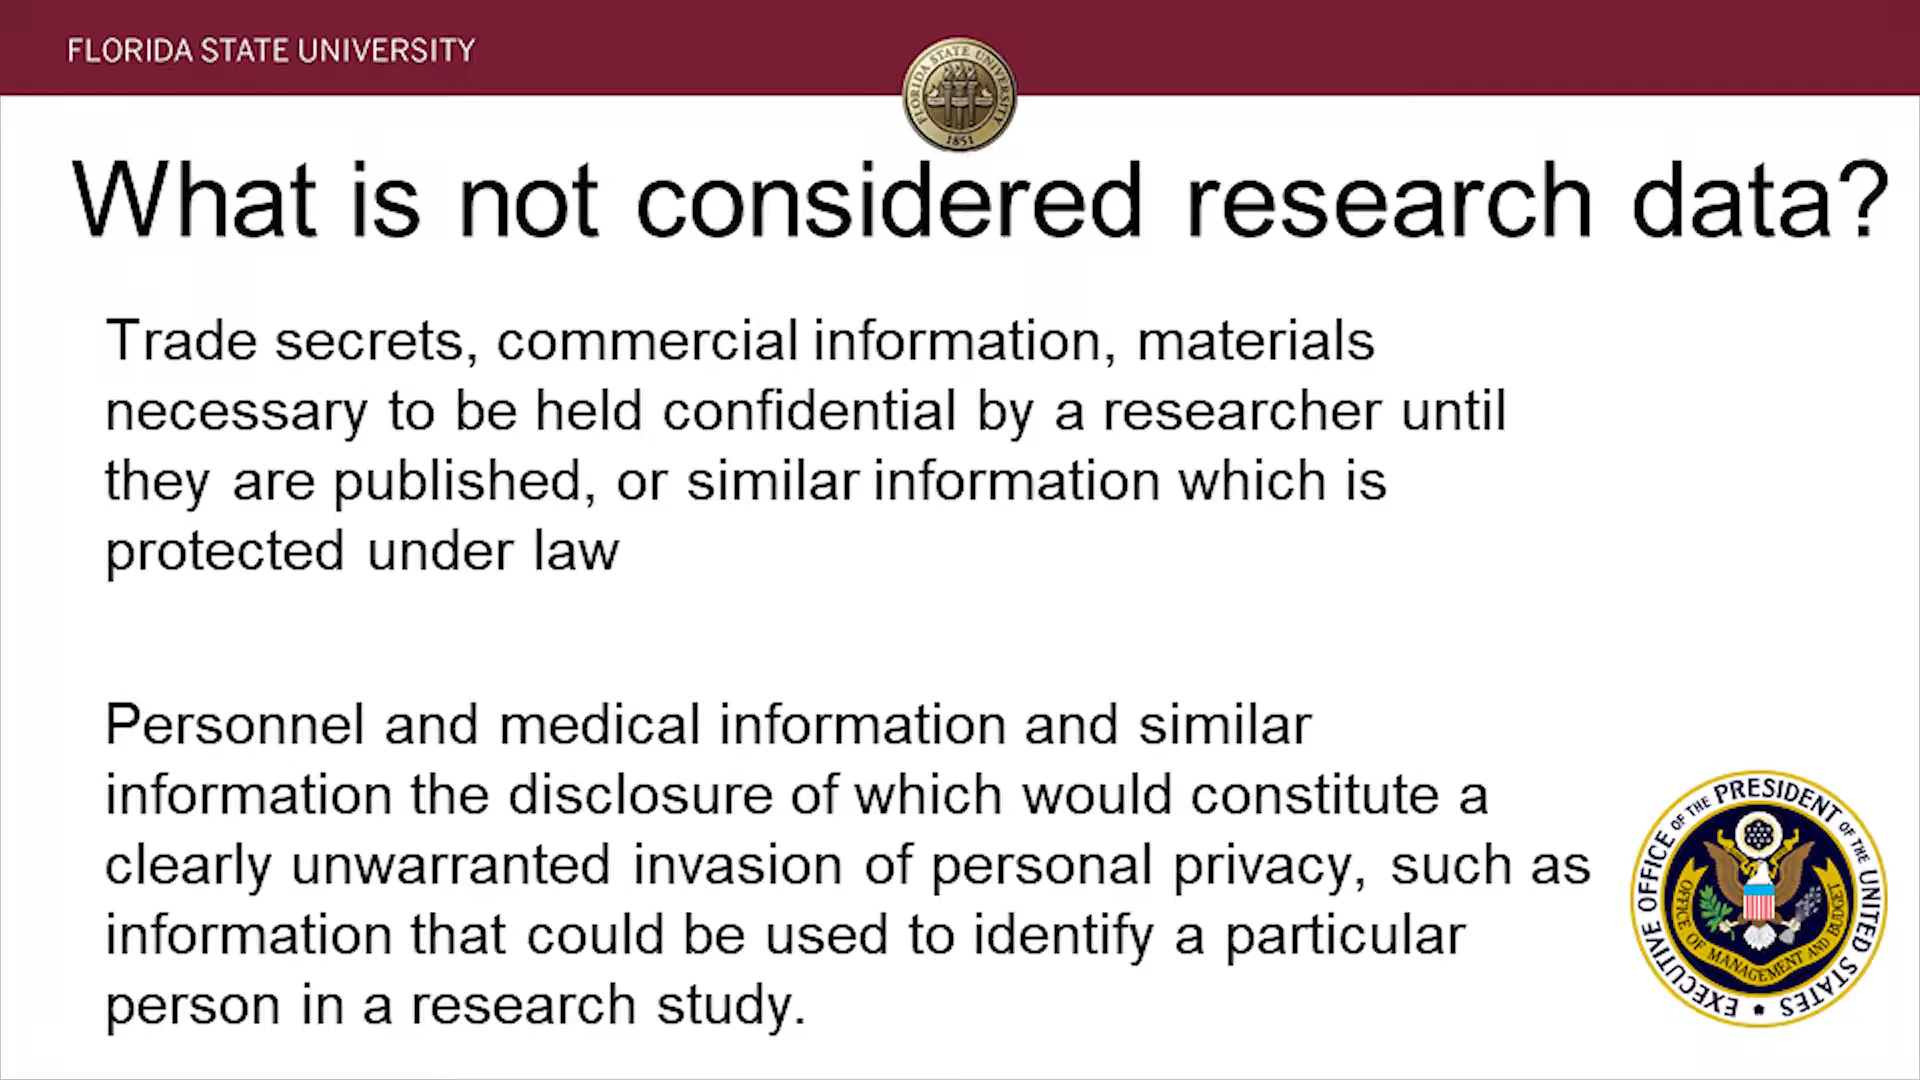 FLORIDA STATE UNIVERSITY
FLORIDA STATE UNIVERSITY
1851
What is not considered research data?
Trade secrets, commercial information, materials
necessary to be held confidential by a researcher until
they are published, or similar information which is
protected under law
Personnel and medical information and similar
information the disclosure of which would constitute a
clearly unwarranted invasion of personal privacy, such as
information that could be used to identify a particular
person in a research study.
EXECUTIVE OFFICE OF THE PRESIDENT OF THE UNITED STATES
OFFICE OF MANAGEMENT AND BUDGET